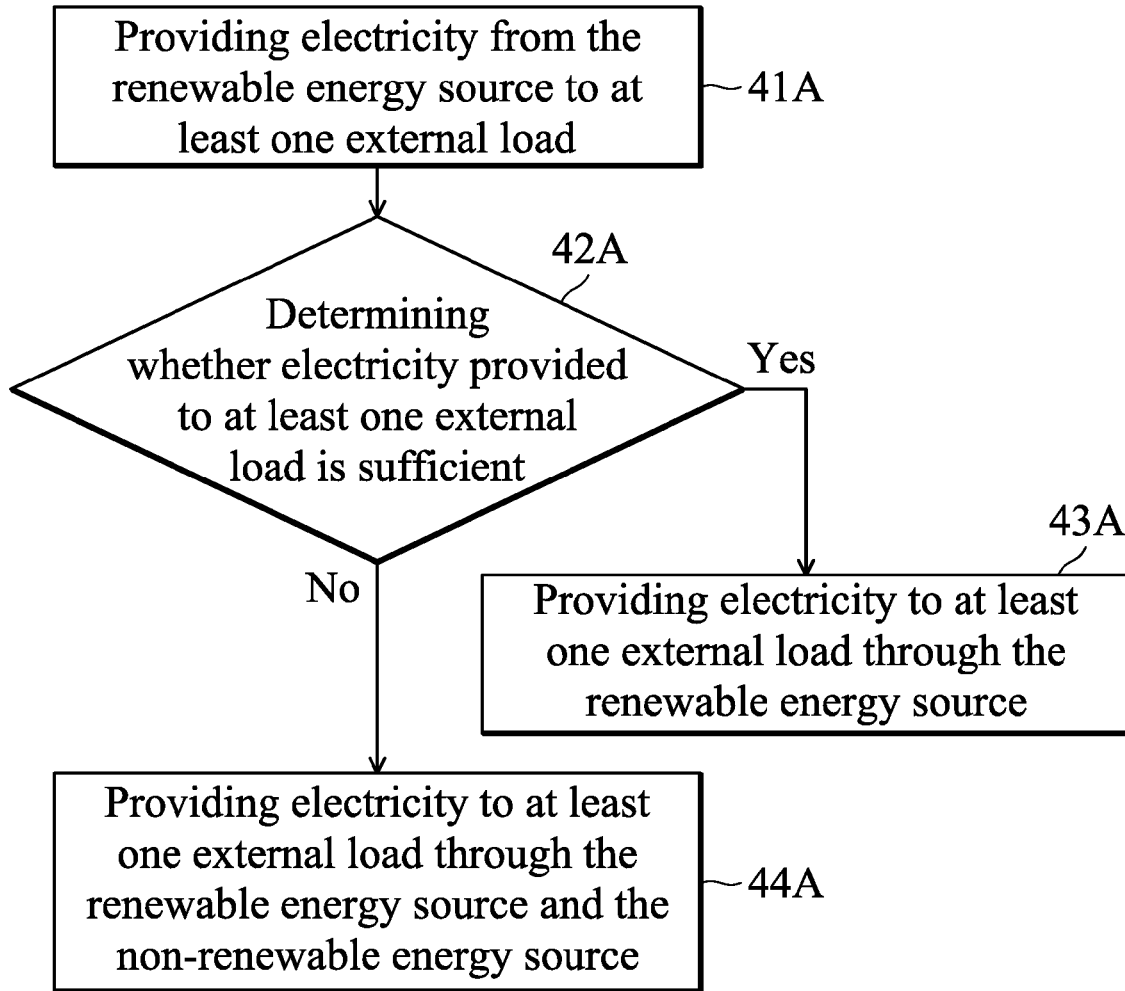 Providing electricity from the
renewable energy source to at
least one external load
41A
42A
Determining
whether electricity provided
to at least one external
load is sufficient
Yes
No
43A
Providing electricity to at least
one external load through the
renewable energy source
Providing electricity to at least
one external load through the
renewable energy source and the
non-renewable energy source
44A